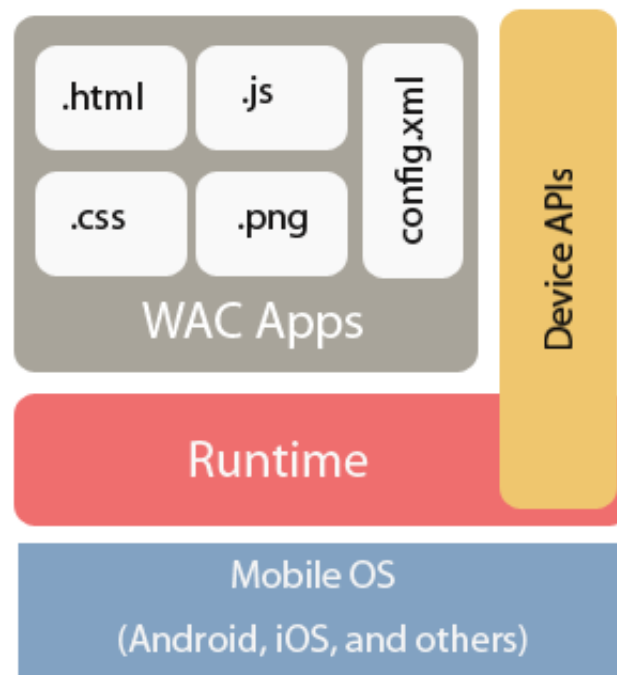 .html
.js
config.xml
.css
.png
WAC Apps
Device APIs
Runtime
Mobile OS
(Android, iOS, and others)